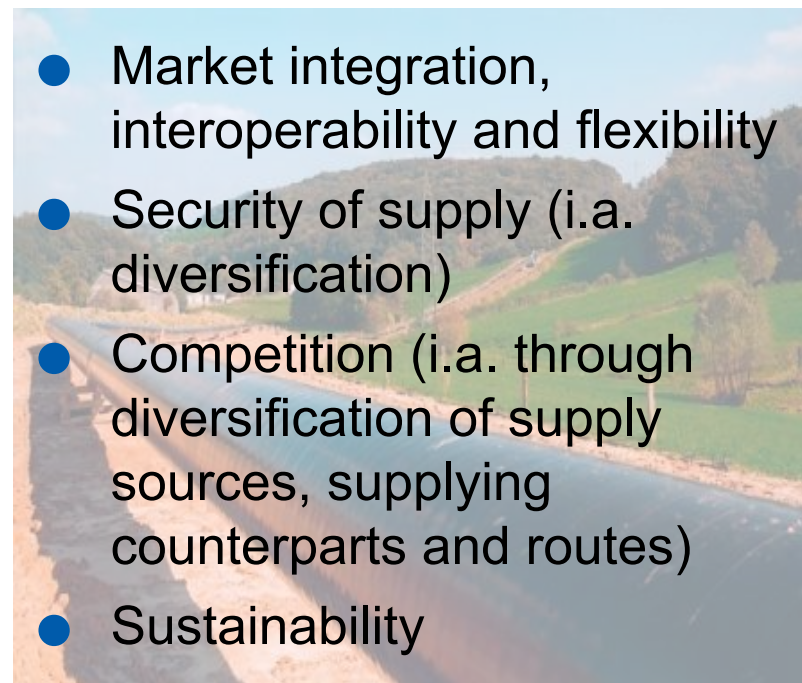 ● Market integration,
interoperability and flexibility
● Security of supply (i.a.
diversification)
● Competition (i.a. through
diversification of supply
sources, supplying
counterparts and routes)
● Sustainability